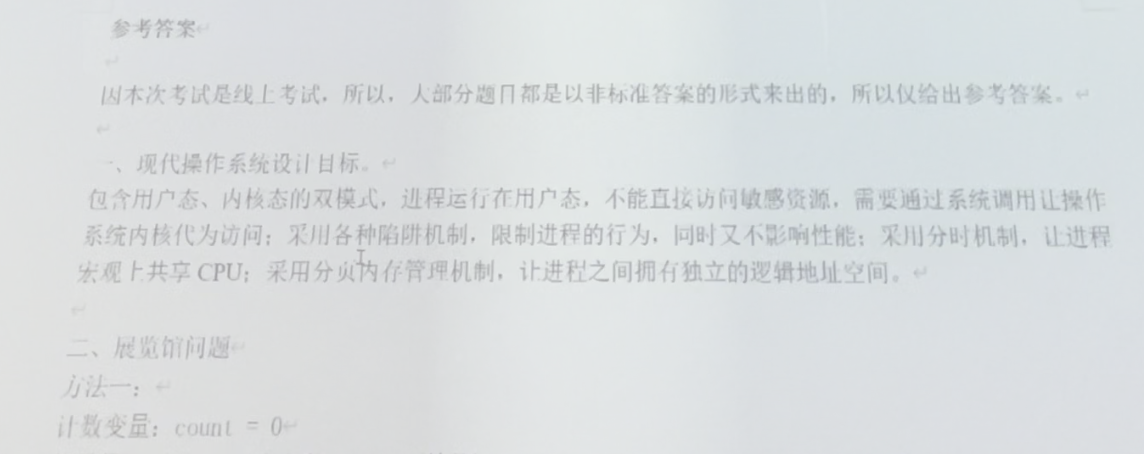 参考答案
因本次考试是线上考试，所以，大部分题目都是以非标准答案的形式来出的，所以仅给出参考答案。
一、现代操作系统设计目标。
包含用户态、内核态的双模式，进程运行在用户态，不能直接访问敏感资源，需要通过系统调用让操作
系统内核代为访问；采用各种陷阱机制，限制进程的行为，同时又不影响性能；采用分时机制，让进程
宏观上共享 CPU；采用分页内存管理机制，让进程之间拥有独立的逻辑地址空间。
二、展览馆问题
方法一：
计数变量：count = 0